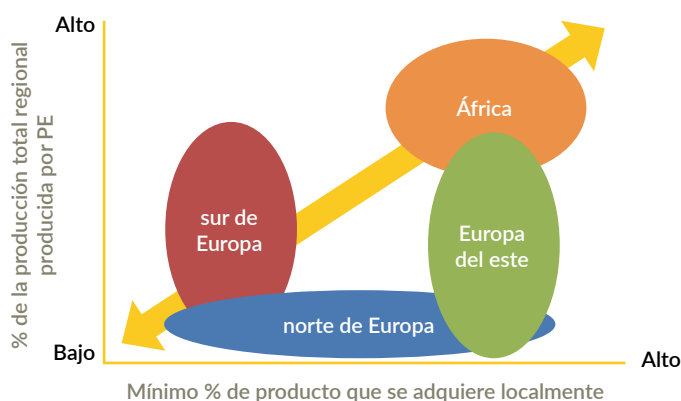 Alto
% de la producción total regional
producida por PE
África
sur de
Europa
Europa
del este
norte de Europa
Bajo
Alto
Mínimo % de producto que se adquiere localmente